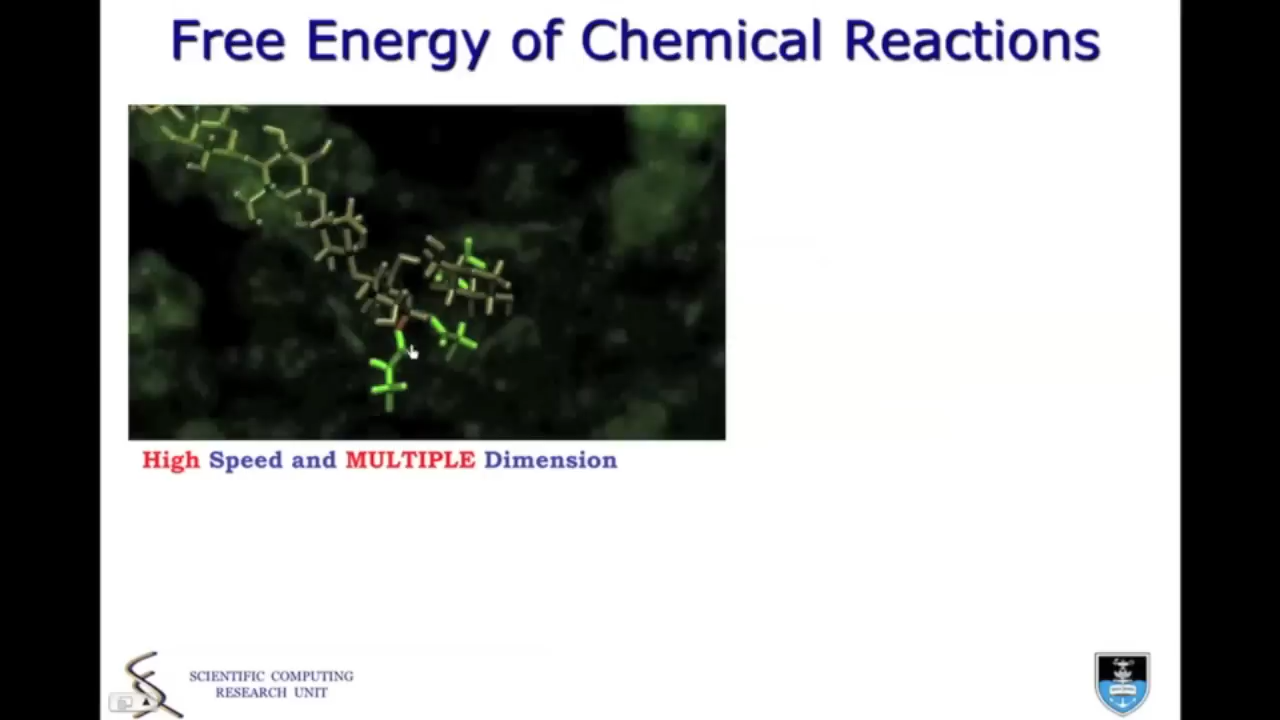 Free Energy of Chemical Reactions
High Speed and MULTIPLE Dimension
SCIENTIFIC COMPUTING
RESEARCH UNIT